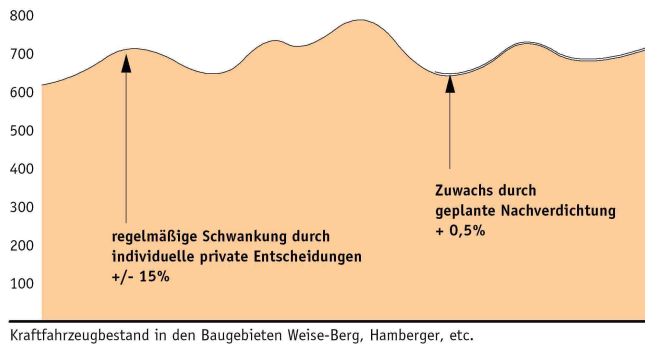 800
700
600
500
400
300
200
100
regelmäßige Schwankung durch
individuelle private Entscheidungen
+/- 15%
Zuwachs durch
geplante Nachverdichtung
+ 0,5%
Kraftfahrzeugbestand in den Baugebieten Weise-Berg, Hamberger, etc.